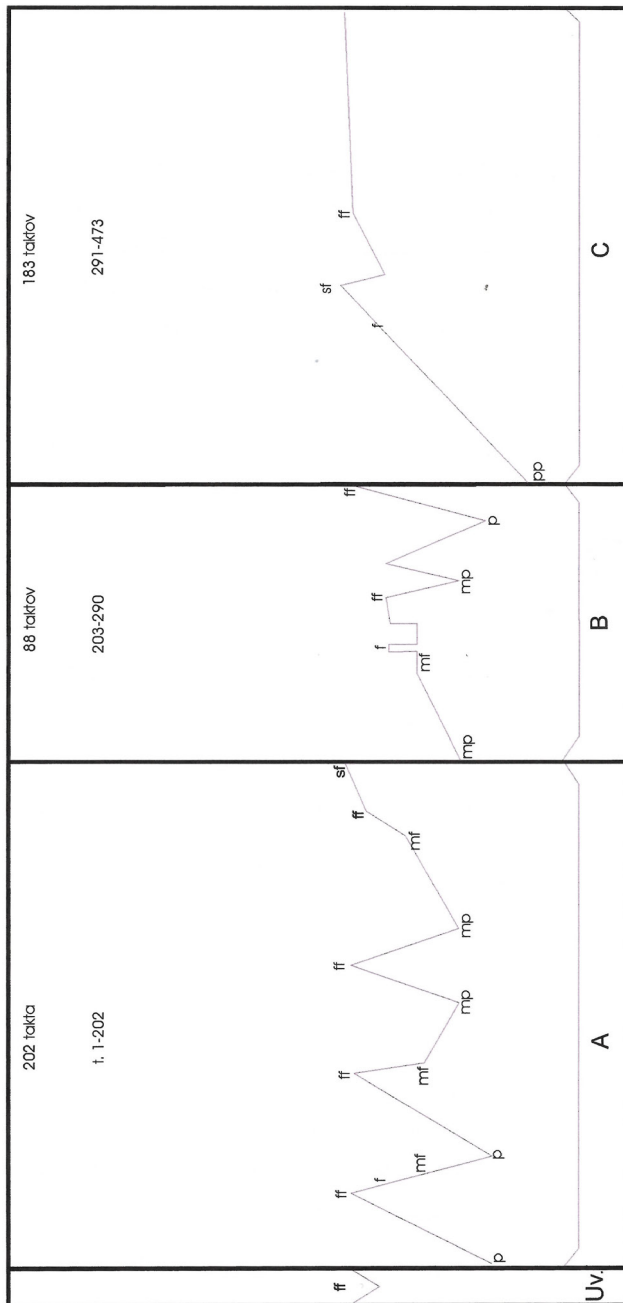 202 takta
88 taktov
183 taktov
t. 1-202
203-290
291-473
ff
p
ff
f
mf
p
ff
mf
mp
ff
mp
mf
ff
sf
mp
mf
f
ff
mp
p
ff
pp
f
sf
ff
Uv.
A
B
C